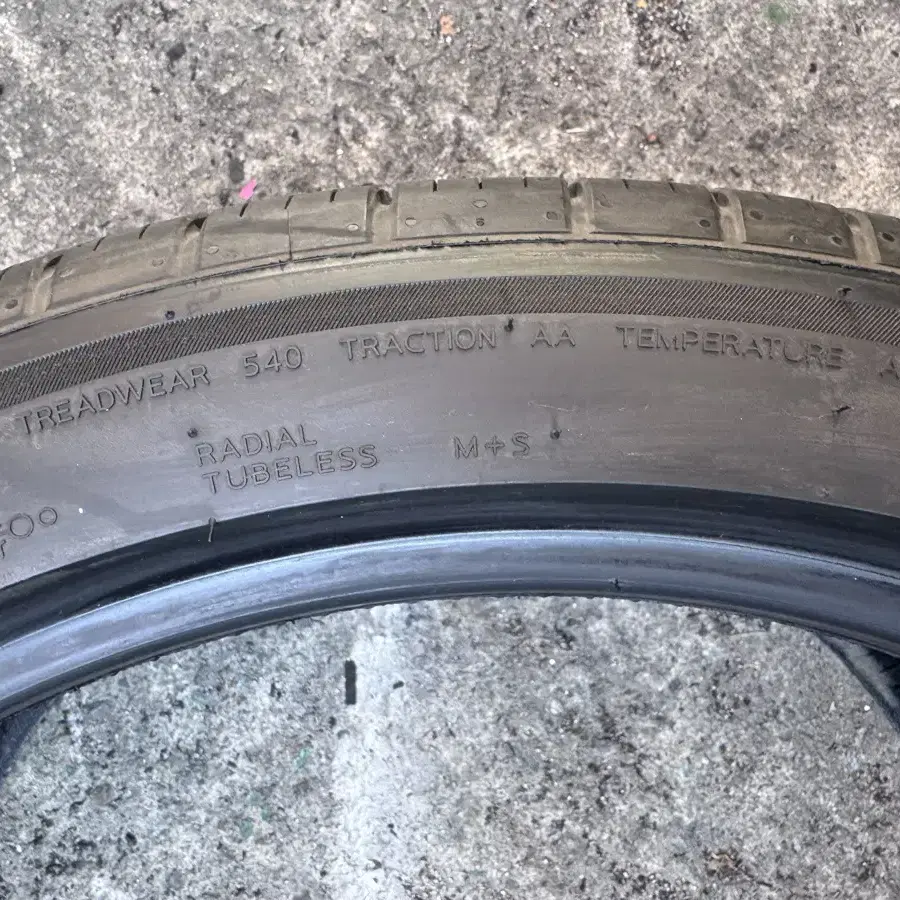 TREADWEAR 540 TRACTION AA TEMPERATURE A
RADIAL
TUBELESS
M+S